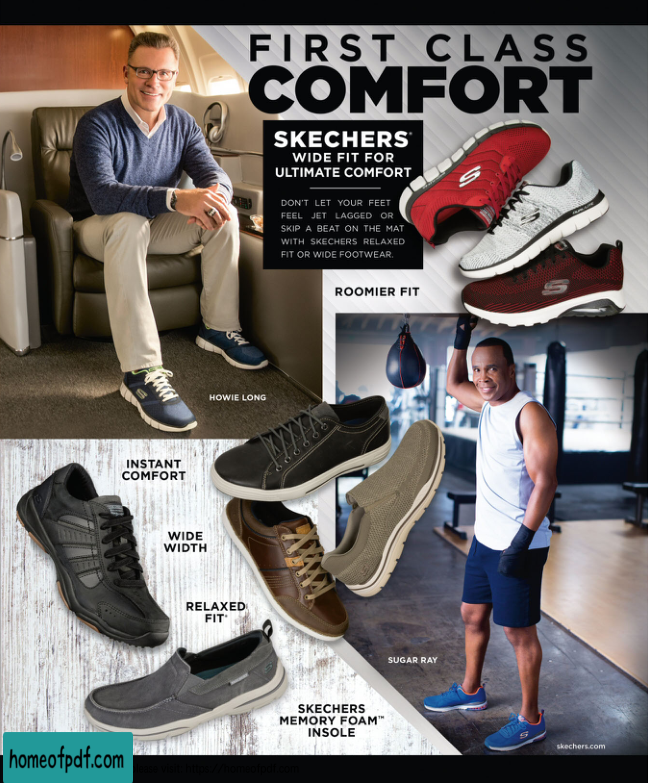 FIRST CLASS
COMFORT
SKECHERS®
WIDE FIT FOR
ULTIMATE COMFORT
DON'T LET YOUR FEET
FEEL JET LAGGED OR
SKIP A BEAT ON THE MAT
WITH SKECHERS RELAXED
FIT OR WIDE FOOTWEAR.
ROOMIER FIT
HOWIE LONG
INSTANT
COMFORT
WIDE
WIDTH
RELAXED
FIT®
SUGAR RAY
SKECHERS
MEMORY FOAM™
INSOLE
skechers.com
homeofpdf.com